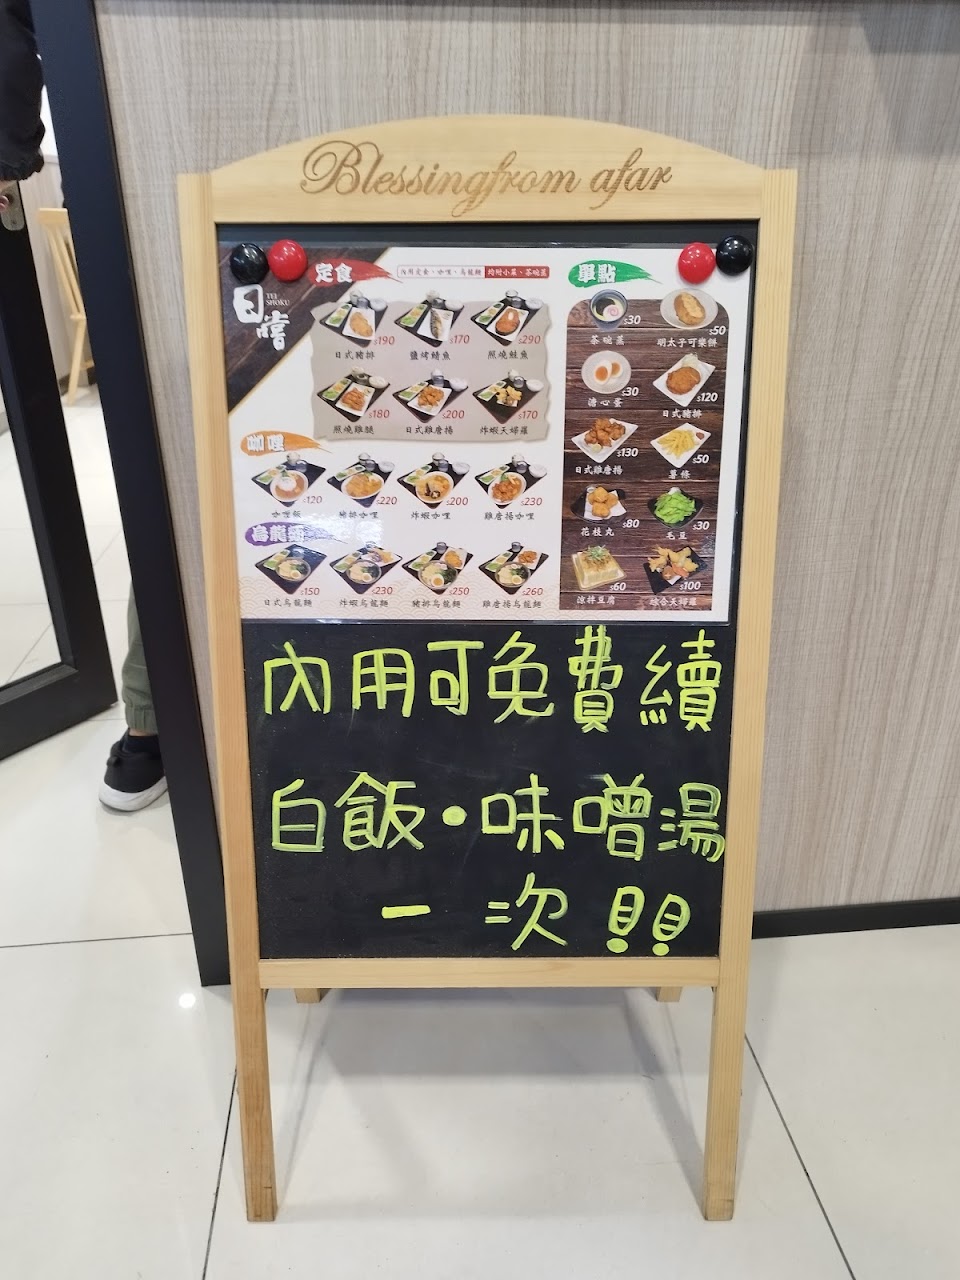 Blessingfrom afar
定食
內用定食、咖哩、烏龍麵 均附小菜、茶碗蒸
日嚐
TEI
SHOKU
$190
日式豬排
$170
鹽烤鯖魚
$290
照燒鮭魚
$180
照燒雞腿
$200
日式雞唐揚
$170
炸蝦天婦羅
咖哩
$120
咖哩飯
$220
豬排咖哩
$200
炸蝦咖哩
$230
雞唐揚咖哩
烏龍麵
$150
日式烏龍麵
$230
炸蝦烏龍麵
$250
豬排烏龍麵
$260
雞唐揚烏龍麵
單點
$30
茶碗蒸
$50
明太子可樂餅
$30
溏心蛋
$120
日式豬排
$130
日式雞唐揚
$50
薯條
$80
花枝丸
$30
毛豆
$60
涼拌豆腐
$100
綜合天婦羅
內用可免費續
白飯·味噌湯
一次!!